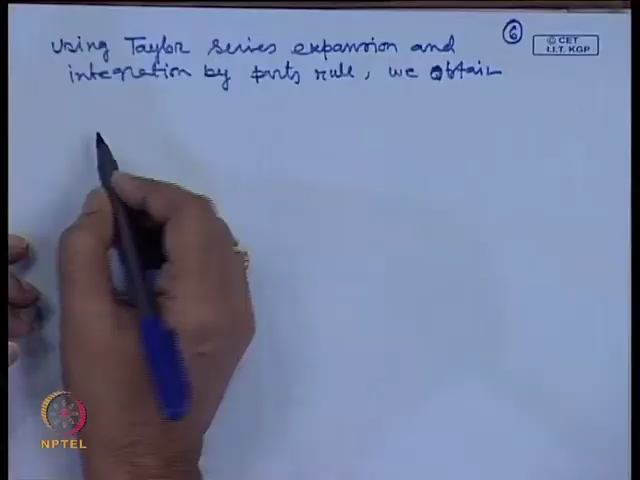 Using Taylor series expansion and
integration by parts rule, we obtain
6
© CET
I.I.T. KGP
NPTEL